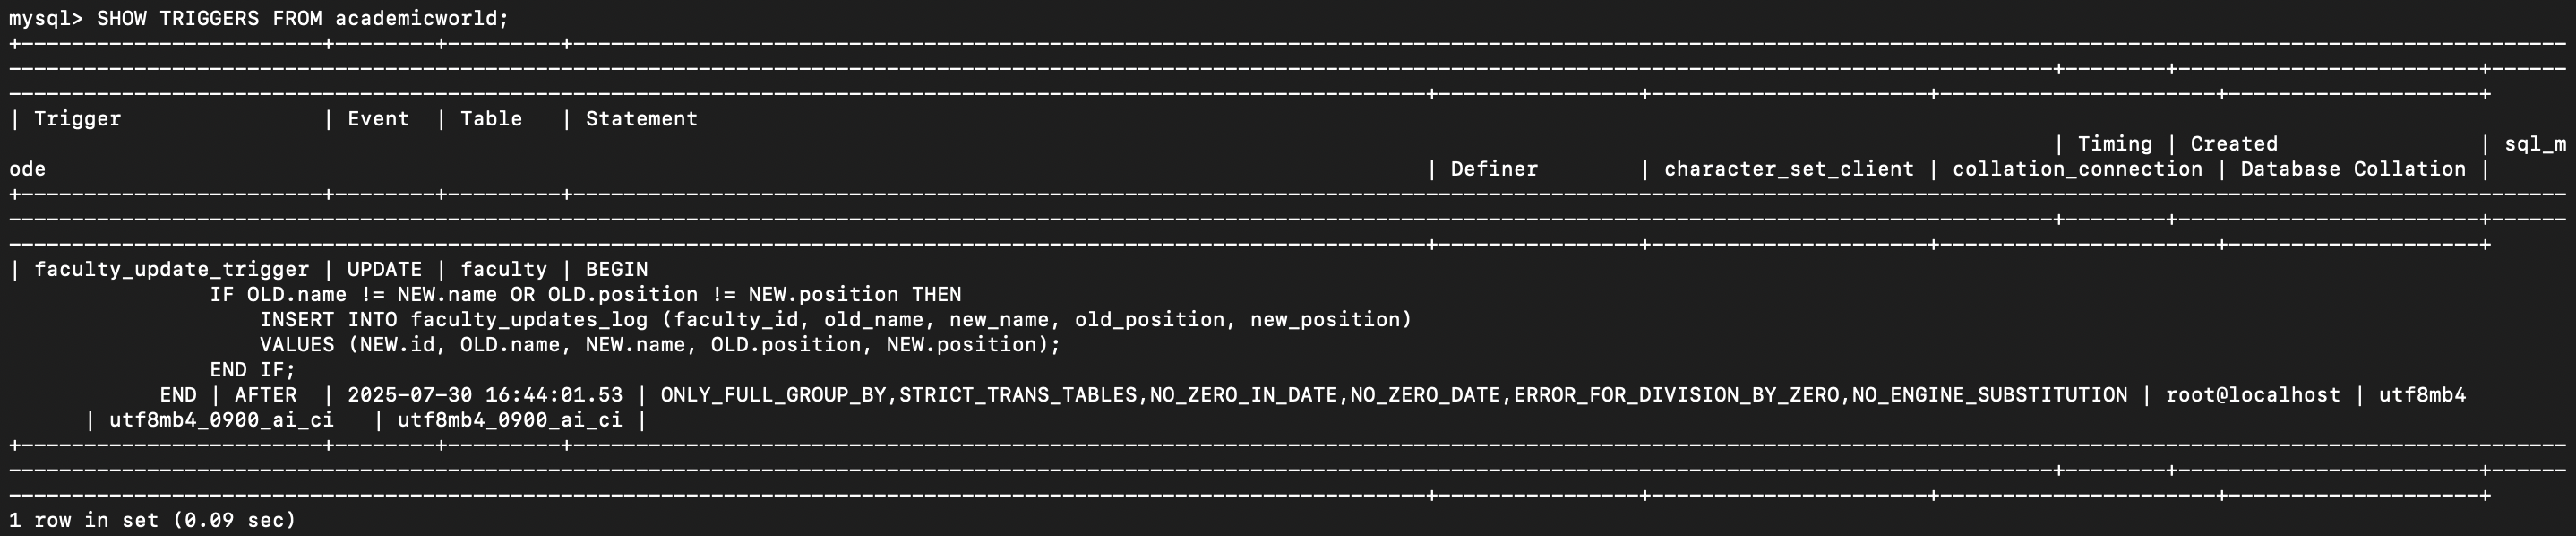 mysql> SHOW TRIGGERS FROM academicworld;
| Trigger | Event | Table | Statement
| Timing | Created | sql_m
ode | Definer | character_set_client | collation_connection | Database Collation |
| faculty_update_trigger | UPDATE | faculty | BEGIN
IF OLD.name != NEW.name OR OLD.position != NEW.position THEN
INSERT INTO faculty_updates_log (faculty_id, old_name, new_name, old_position, new_position)
VALUES (NEW.id, OLD.name, NEW.name, OLD.position, NEW.position);
END IF;
END | AFTER | 2025-07-30 16:44:01.53 | ONLY_FULL_GROUP_BY,STRICT_TRANS_TABLES,NO_ZERO_IN_DATE,NO_ZERO_DATE,ERROR_FOR_DIVISION_BY_ZERO,NO_ENGINE_SUBSTITUTION | root@localhost | utf8mb4
| utf8mb4_0900_ai_ci | utf8mb4_0900_ai_ci |
1 row in set (0.09 sec)